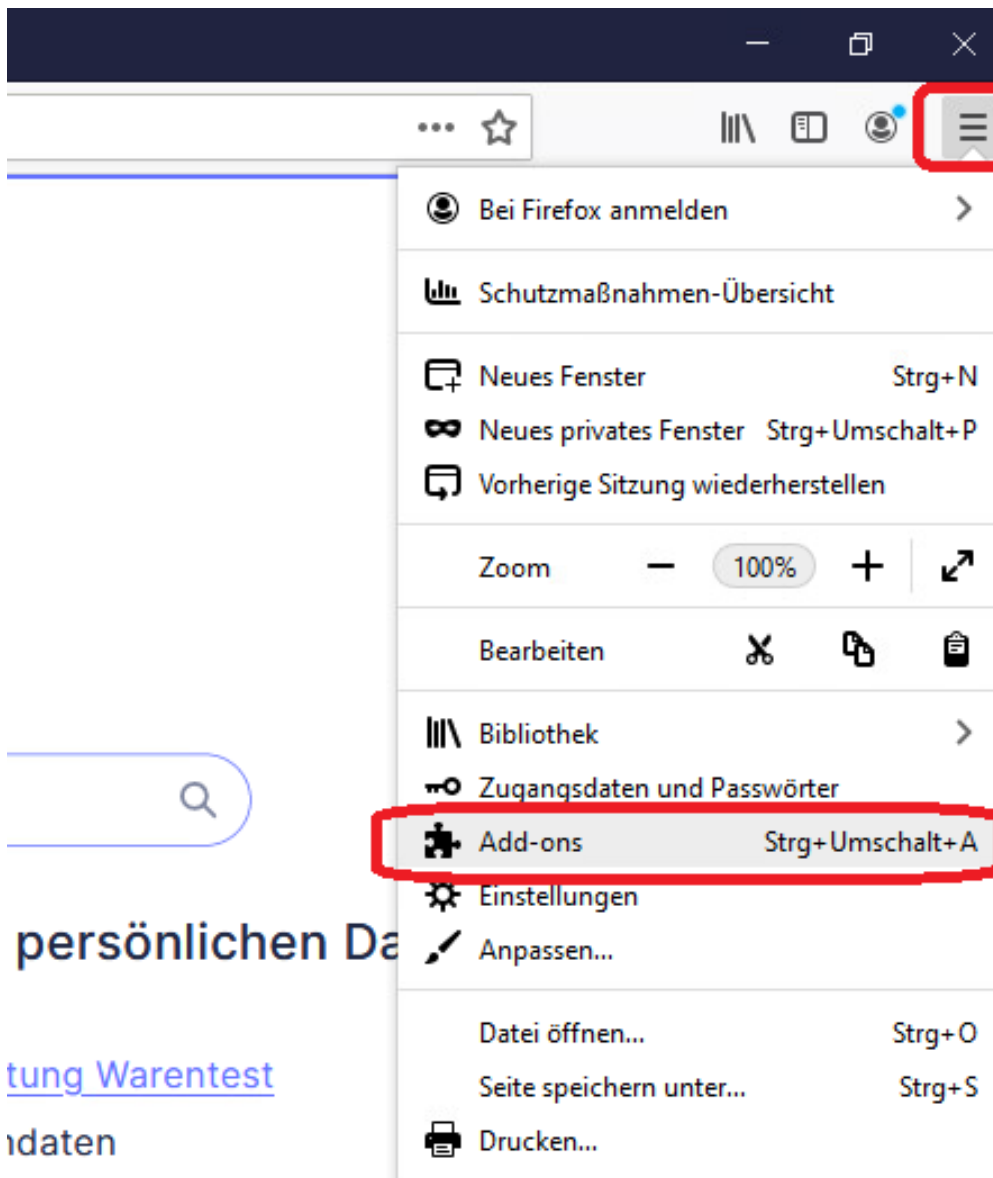 Bei Firefox anmelden
Schutzmaßnahmen-Übersicht
Neues Fenster Strg+N
Neues privates Fenster Strg+Umschalt+P
Vorherige Sitzung wiederherstellen
Zoom 100%
Bearbeiten
Bibliothek
Zugangsdaten und Passwörter
Add-ons Strg+Umschalt+A
Einstellungen
Anpassen...
Datei öffnen... Strg+O
Seite speichern unter... Strg+S
Drucken...
persönlichen Da
tung Warentest
ndaten